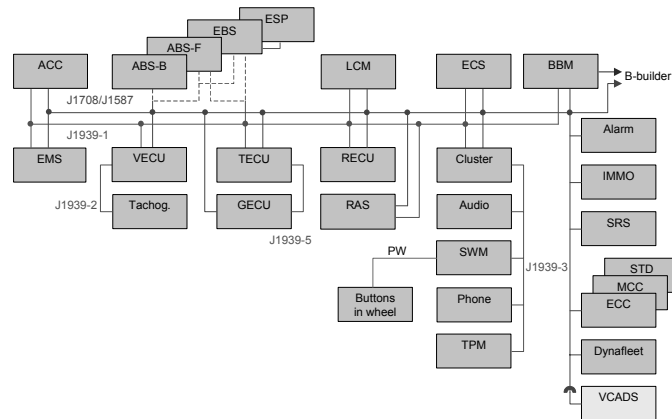 ESP
EBS
ABS-F
ABS-B
ACC
LCM
ECS
BBM
B-builder
J1708/J1587
J1939-1
EMS
VECU
TECU
RECU
Cluster
Alarm
J1939-2
Tachog.
GECU
RAS
Audio
IMMO
J1939-5
PW
SWM
J1939-3
SRS
Buttons
in wheel
Phone
STD
MCC
ECC
TPM
Dynafleet
VCADS